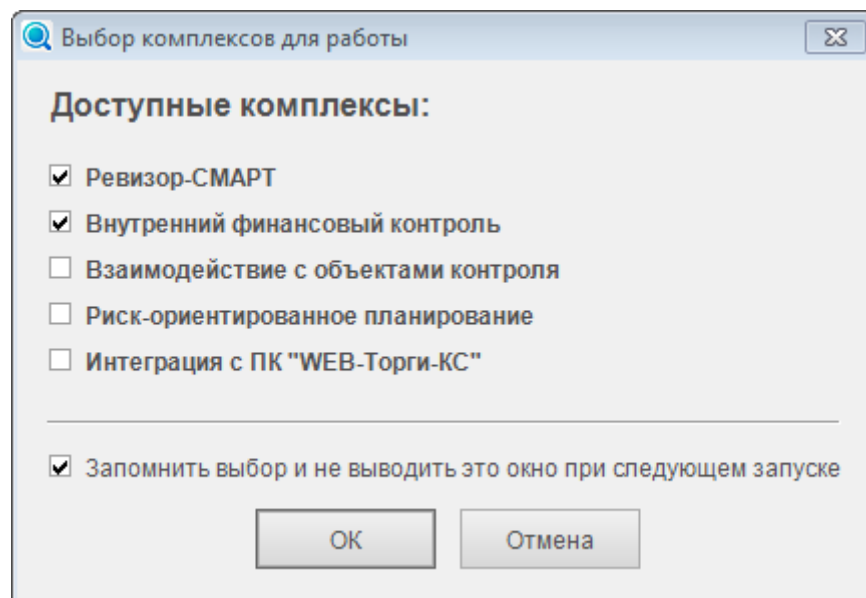 Выбор комплексов для работы
Доступные комплексы:
Ревизор-СМАРТ
Внутренний финансовый контроль
Взаимодействие с объектами контроля
Риск-ориентированное планирование
Интеграция с ПК "WEB-Торги-КС"
Запомнить выбор и не выводить это окно при следующем запуске
ОК Отмена